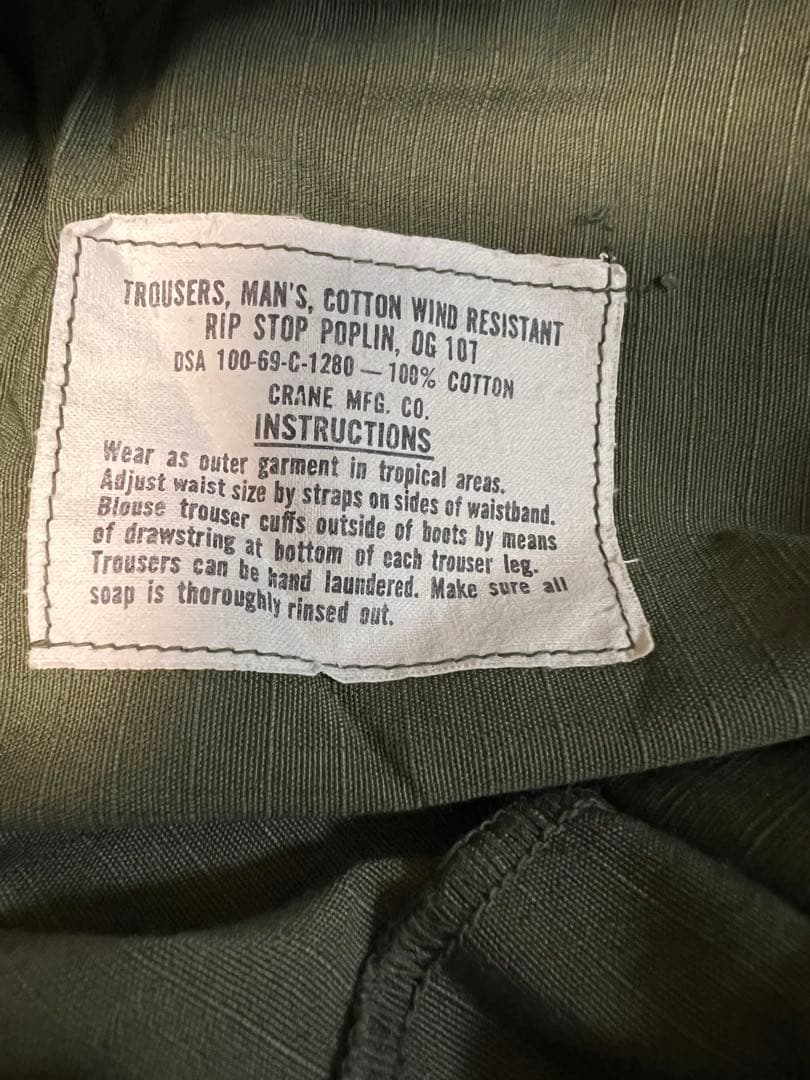 TROUSERS, MAN'S, COTTON WIND RESISTANT
RIP STOP POPLIN, OG 107
DSA 100-69-C-1280 — 100% COTTON
CRANE MFG. CO.
INSTRUCTIONS
Wear as outer garment in tropical areas.
Adjust waist size by straps on sides of waistband.
Blouse trouser cuffs outside of boots by means
of drawstring at bottom of each trouser leg.
Trousers can be hand laundered. Make sure all
soap is thoroughly rinsed out.